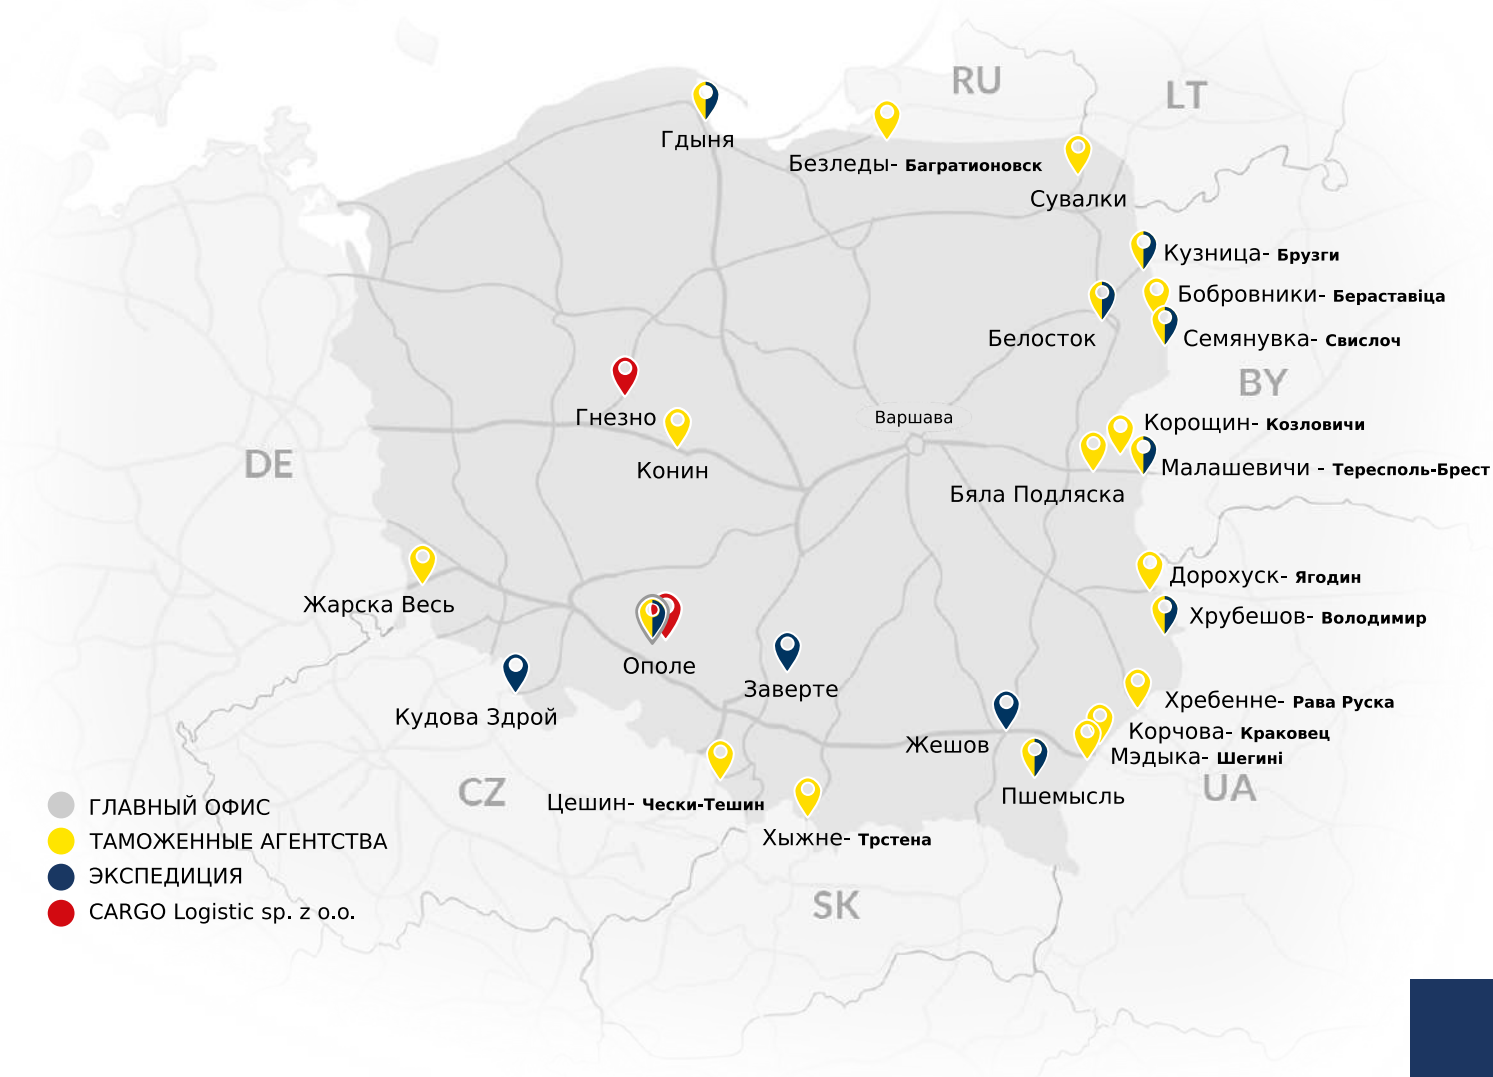 RU
LT
Гдыня
Безледы- Багратионовск
Сувалки
Кузница- Брузги
Бобровники- Бераставіца
Белосток
Семянувка- Свислоч
BY
Гнезно
Варшава
Корощин- Козловичи
DE
Конин
Малашевичи - Тересполь-Брест
Бяла Подляска
Дорохуск- Ягодин
Жарска Весь
Хрубешов- Володимир
Ополе
Заверте
Хребенне- Рава Руска
Кудова Здрой
Корчова- Краковец
Жешов
Мэдыка- Шегині
CZ
UA
Пшемысль
Цешин- Чески-Тешин
ГЛАВНЫЙ ОФИС
Хыжне- Трстена
ТАМОЖЕННЫЕ АГЕНТСТВА
ЭКСПЕДИЦИЯ
SK
CARGO Logistic sp. z o.o.